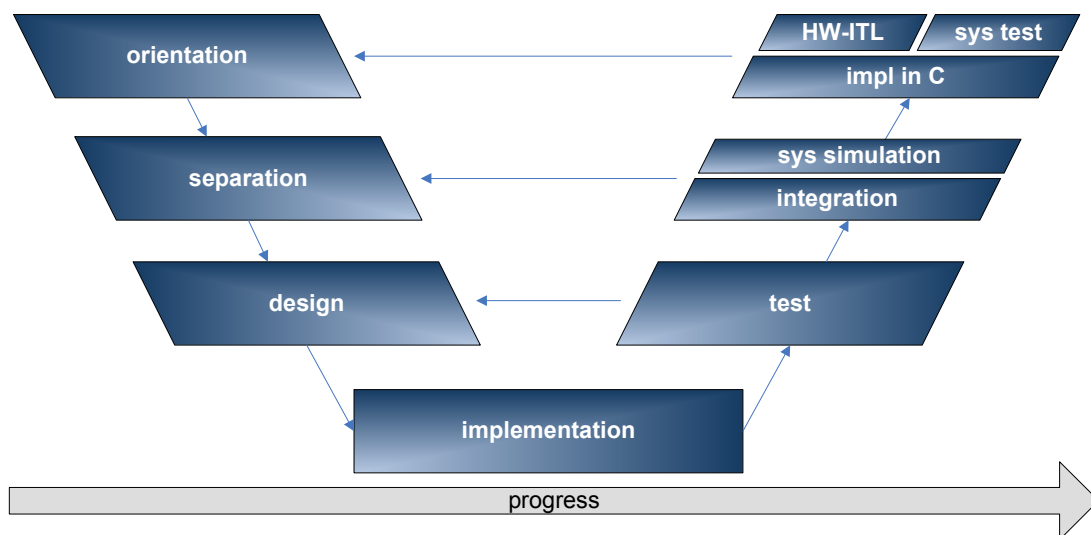 orientation
HW-ITL
sys test
impl in C
separation
sys simulation
integration
design
test
implementation
progress